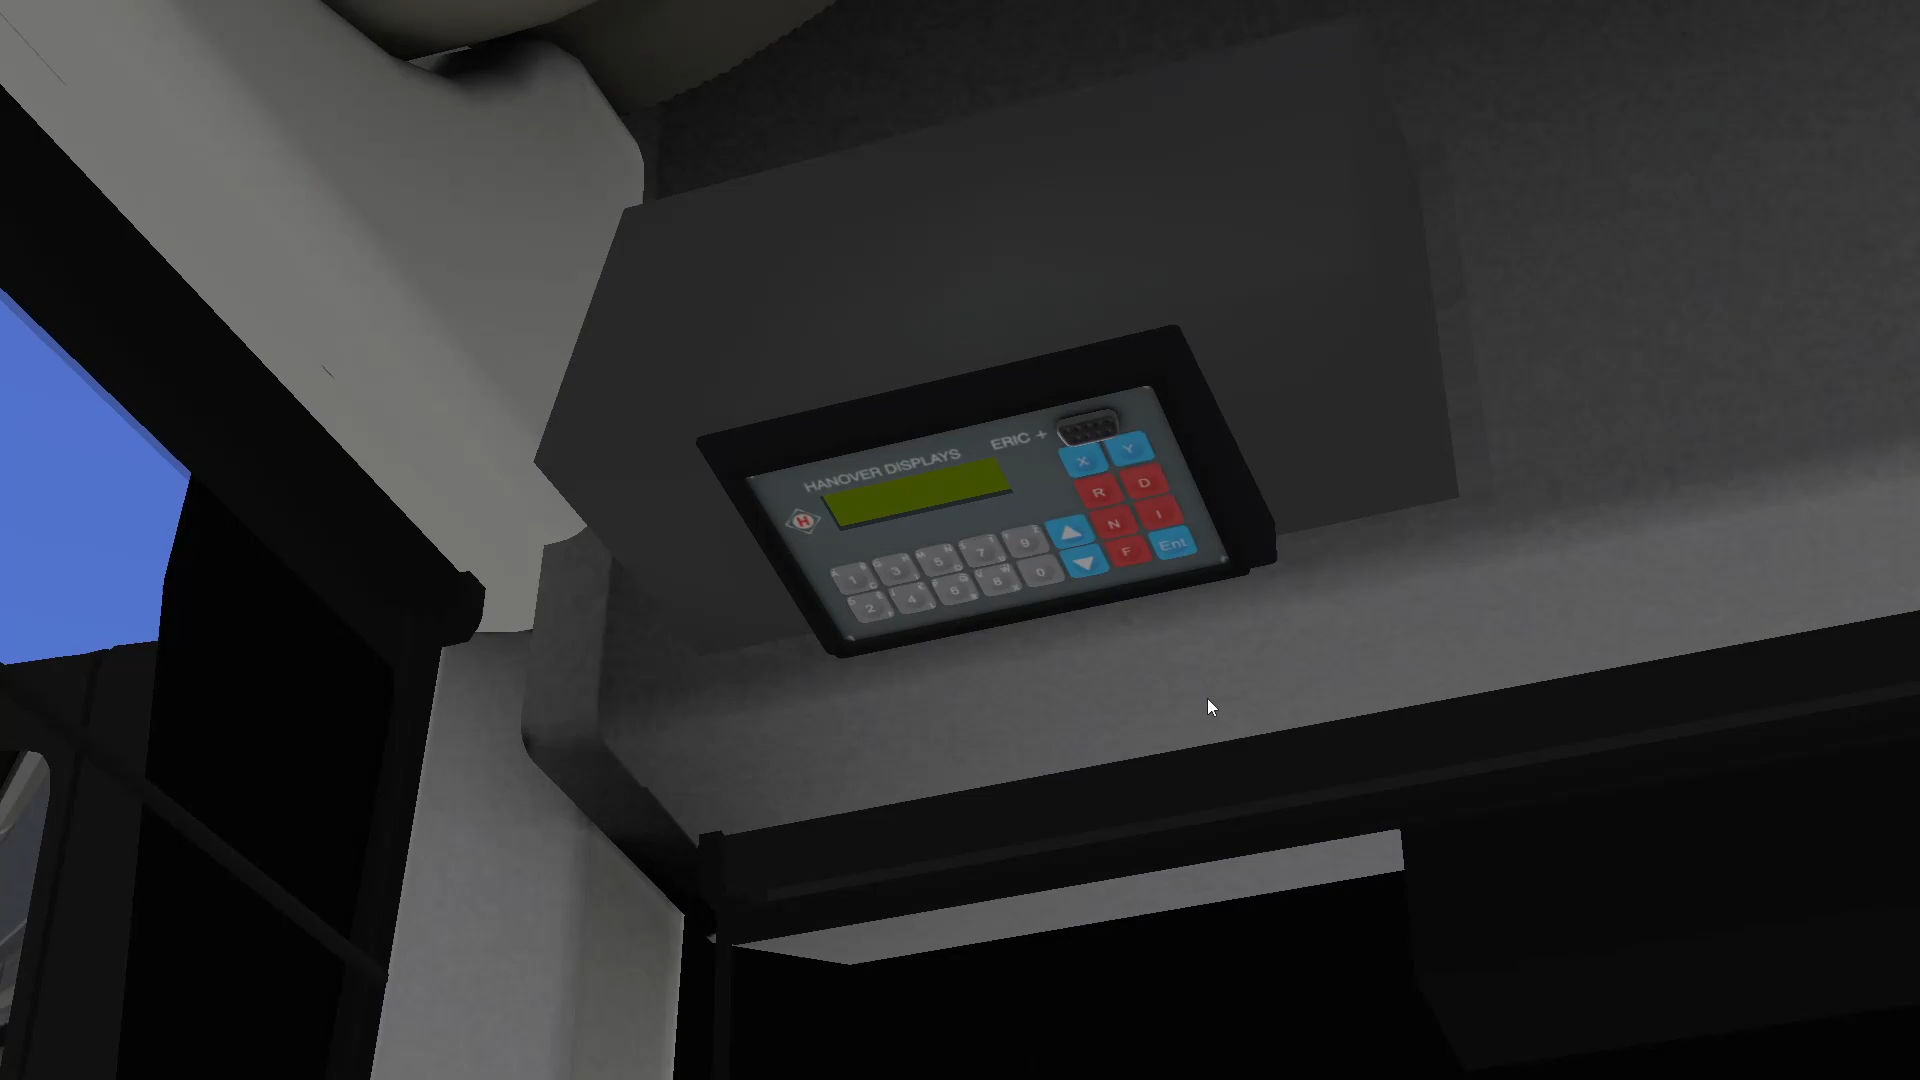 ERIC +
HANOVER DISPLAYS
H
X Y
R D
1 3 5 7 9 N I
2 4 6 8 0 F Ent